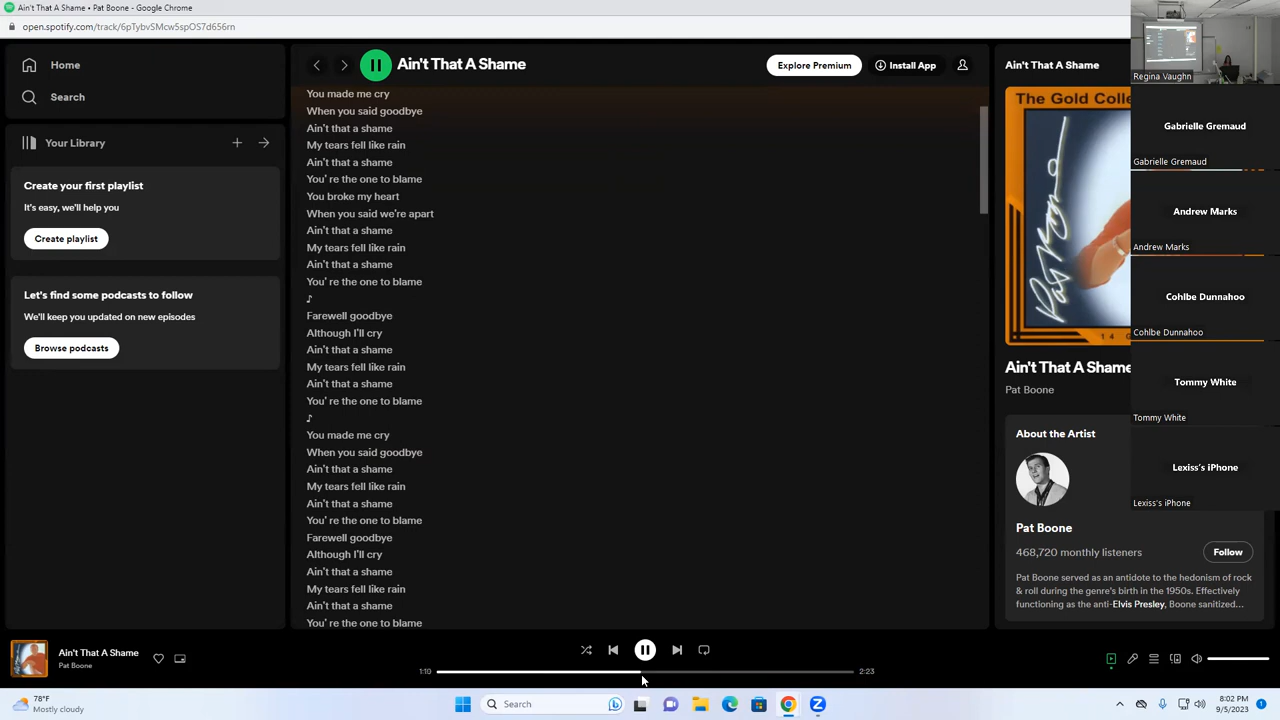 Ain't That A Shame • Pat Boone - Google Chrome
open.spotify.com/track/6pTybvSMcw5spOS7d656rn
Home
Search
Your Library
Create your first playlist
It's easy, we'll help you
Create playlist
Let's find some podcasts to follow
We'll keep you updated on new episodes
Browse podcasts
Ain't That A Shame
Explore Premium
Install App
You made me cry
When you said goodbye
Ain't that a shame
My tears fell like rain
Ain't that a shame
You' re the one to blame
You broke my heart
When you said we're apart
Ain't that a shame
My tears fell like rain
Ain't that a shame
You' re the one to blame
♪
Farewell goodbye
Although I'll cry
Ain't that a shame
My tears fell like rain
Ain't that a shame
You' re the one to blame
♪
You made me cry
When you said goodbye
Ain't that a shame
My tears fell like rain
Ain't that a shame
You' re the one to blame
Farewell goodbye
Although I'll cry
Ain't that a shame
My tears fell like rain
Ain't that a shame
You' re the one to blame
Ain't That A Shame
The Gold Colle
Pat Boone
14 G
Ain't That A Shame
Pat Boone
About the Artist
Pat Boone
468,720 monthly listeners
Follow
Pat Boone served as an antidote to the hedonism of rock
& roll during the genre's birth in the 1950s. Effectively
functioning as the anti-Elvis Presley, Boone sanitized...
Regina Vaughn
Gabrielle Gremaud
Gabrielle Gremaud
Andrew Marks
Andrew Marks
Cohlbe Dunnahoo
Cohlbe Dunnahoo
Tommy White
Tommy White
Lexiss's iPhone
Lexiss's iPhone
Ain't That A Shame
Pat Boone
1:10
2:23
78°F
Mostly cloudy
Search
8:02 PM
9/5/2023
1